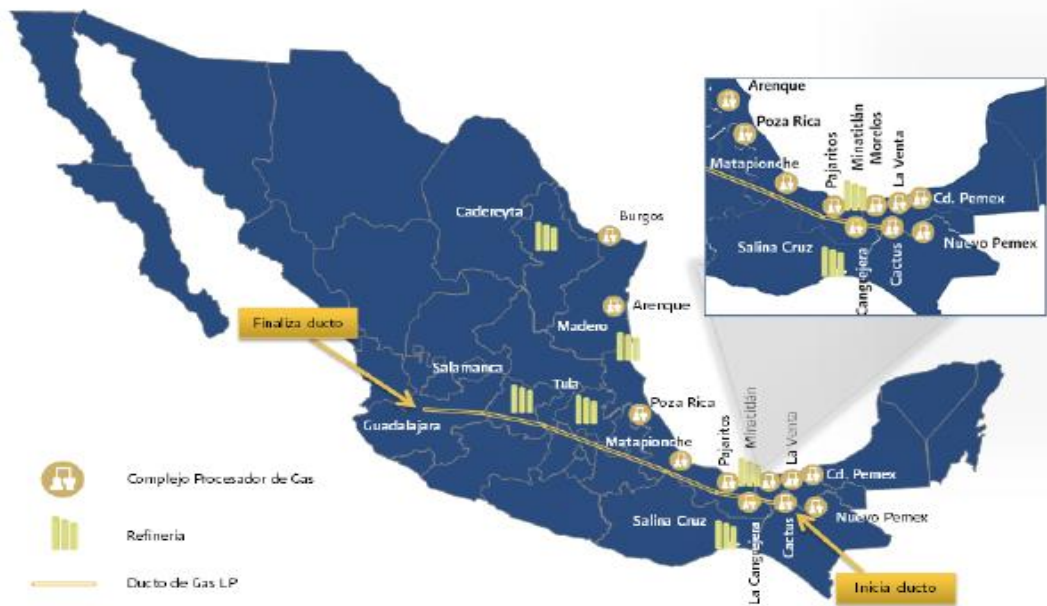 Arenque
Poza Rica
Matapionche
Pajaritos
Minatitlán
Morelos
La Venta
Cd. Pemex
Nuevo Pemex
Salina Cruz
Cangrejera
Cactus
Cadereyta
Burgos
Arenque
Madero
Finaliza ducto
Salamanca
Tula
Poza Rica
Guadalajara
Matapionche
Pajaritos
Minatitlán
La Venta
Cd. Pemex
Nuevo Pemex
Salina Cruz
La Cangrejera
Cactus
Inicia ducto
Complejo Procesador de Gas
Refineria
Ducto de Gas LP